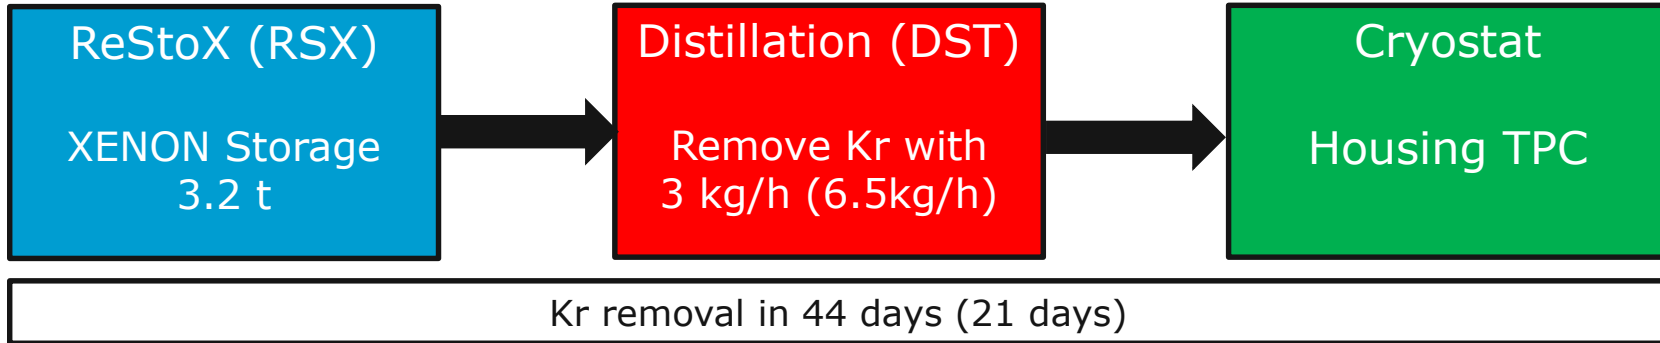 ReStoX (RSX)
XENON Storage
3.2 t
Distillation (DST)
Remove Kr with
3 kg/h (6.5kg/h)
Cryostat
Housing TPC
Kr removal in 44 days (21 days)